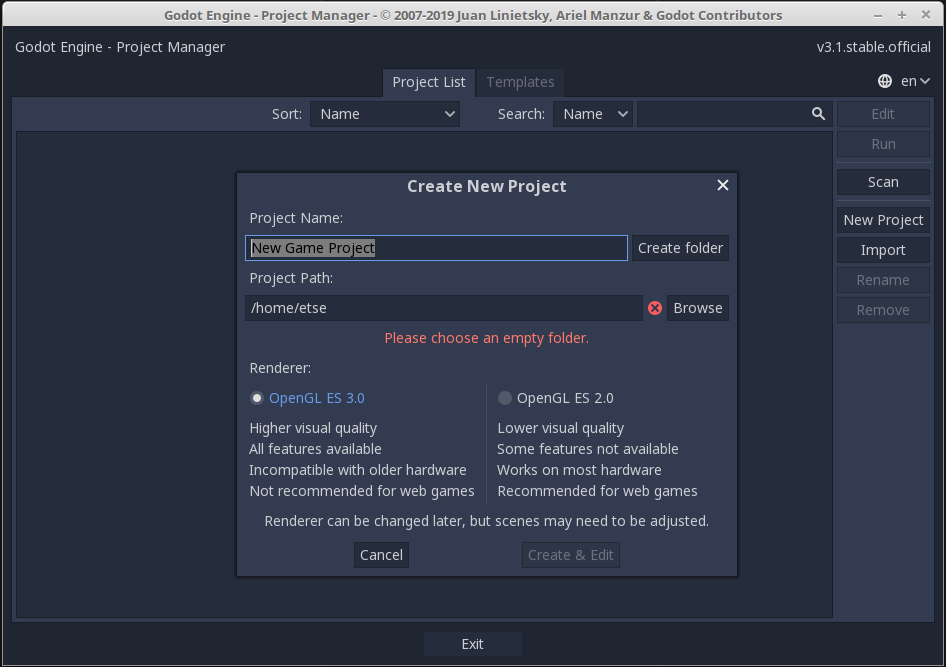 Godot Engine - Project Manager - © 2007-2019 Juan Linietsky, Ariel Manzur & Godot Contributors
Godot Engine - Project Manager
v3.1.stable.official
Project List
Templates
en
Sort:
Name
Search:
Name
Edit
Run
Scan
New Project
Import
Rename
Remove
Create New Project
Project Name:
New Game Project
Create folder
Project Path:
/home/etse
Browse
Please choose an empty folder.
Renderer:
OpenGL ES 3.0
Higher visual quality
All features available
Incompatible with older hardware
Not recommended for web games
OpenGL ES 2.0
Lower visual quality
Some features not available
Works on most hardware
Recommended for web games
Renderer can be changed later, but scenes may need to be adjusted.
Cancel
Create & Edit
Exit